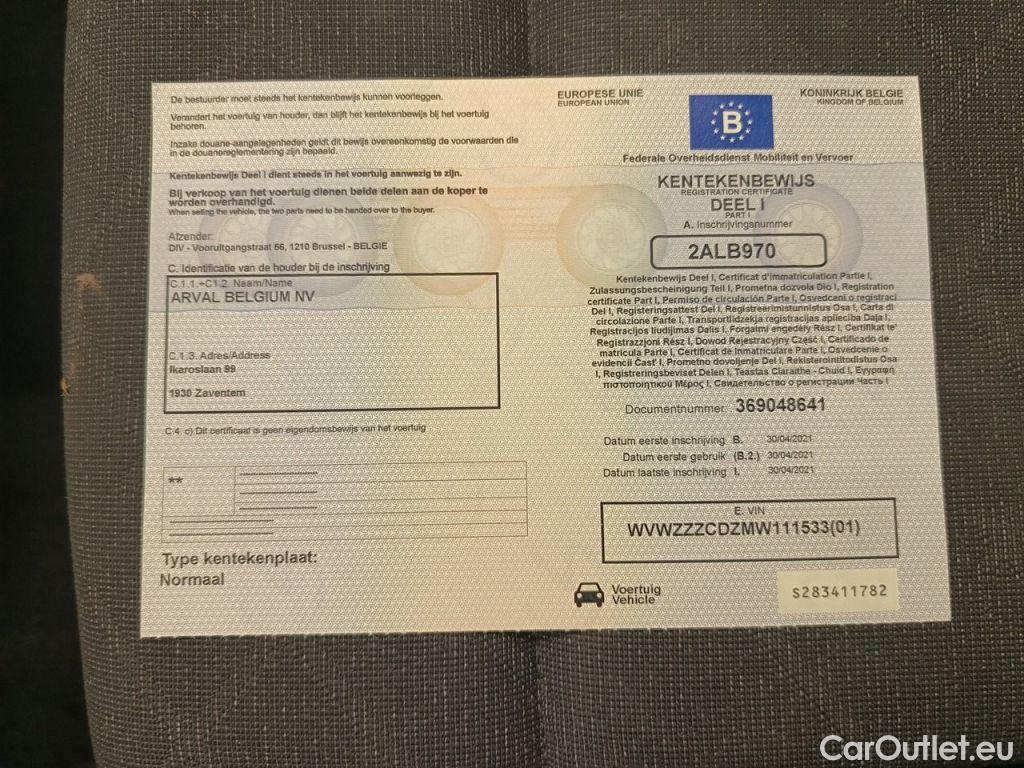 De bestuurder moet steeds het kentekenbewijs kunnen voorleggen.
Verandert het voertuig van houder, dan blijft het kentekenbewijs bij het voertuig
behoren.
Inzake douane-aangelegenheden geldt dit bewijs overeenkomstig de voorwaarden die
in de douanereglementering zijn bepaald.
Kentekenbewijs Deel I dient steeds in het voertuig aanwezig te zijn.
Bij verkoop van het voertuig dienen beide delen aan de koper te
worden overhandigd.
When selling the vehicle, the two parts need to be handed over to the buyer.
Afzender:
DIV - Vooruitgangstraat 56, 1210 Brussel - BELGIE
C. Identificatie van de houder bij de inschrijving
C.1.1.+C1.2. Naam/Name
ARVAL BELGIUM NV
C.1.3. Adres/Address
Ikaroslaan 99
1930 Zaventem
C.4. c) Dit certificaat is geen eigendomsbewijs van het voertuig
**
Type kentekenplaat:
Normaal
EUROPESE UNIE
EUROPEAN UNION
KONINKRIJK BELGIE
KINGDOM OF BELGIUM
B
Federale Overheidsdienst Mobiliteit en Vervoer
KENTEKENBEWIJS
REGISTRATION CERTIFICATE
DEEL I
PART I
A. Inschrijvingsnummer
2ALB970
Kentekenbewijs Deel I, Certificat d'immatriculation Partie I,
Zulassungsbescheinigung Teil I, Prometna dozvola Dio I, Registration
certificate Part I, Permiso de circulación Parte I, Osvedceni o registraci
Del I, Registeringsattest Del I, Registreerimistunnistus Osa I, Carta di
circolazione Parte I, Transportlidzekja registracijas aplieciba Daja I,
Registracijos liudijimas Dalis I, Forgalmi engedély Rész I, Certifikat te'
Registrazzjoni Rész I, Dowod Rejestracyjny Część I, Certificado de
matricula Parte I, Certificat de Inmatriculare Parte I, Osvedcenie o
evidencii Časť I, Prometno dovoljenje Del I, Rekisterointitodistus Osa
I, Registreringsbeviset Delen I, Teastas Claraithe - Chuid I, Εγγραφή
πιστοποιητικού Μέρος I, Свидетельство о регистрации Часть I
Documentnummer 369048641
Datum eerste inschrijving B. 30/04/2021
Datum eerste gebruik (B.2.) 30/04/2021
Datum laatste inschrijving I. 30/04/2021
E. VIN
WVWZZZCDZMW111533(01)
Voertuig
Vehicle
S283411782
CarOutlet.eu